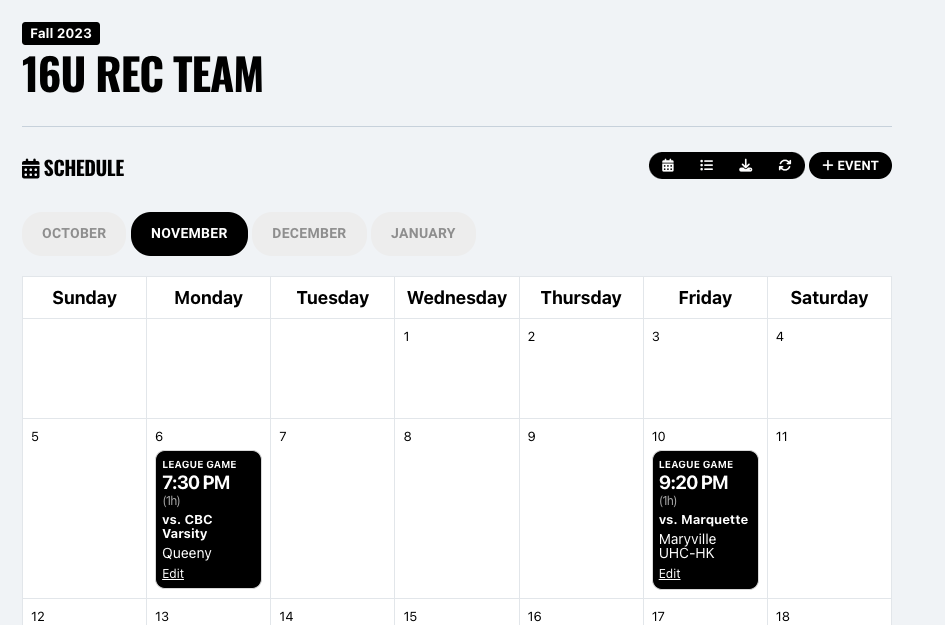 Fall 2023
16U REC TEAM
SCHEDULE
+ EVENT
OCTOBER NOVEMBER DECEMBER JANUARY
Sunday Monday Tuesday Wednesday Thursday Friday Saturday
1 2 3 4
5 6 7 8 9 10 11
LEAGUE GAME
7:30 PM
(1h)
vs. CBC
Varsity
Queeny
Edit
LEAGUE GAME
9:20 PM
(1h)
vs. Marquette
Maryville
UHC-HK
Edit
12 13 14 15 16 17 18